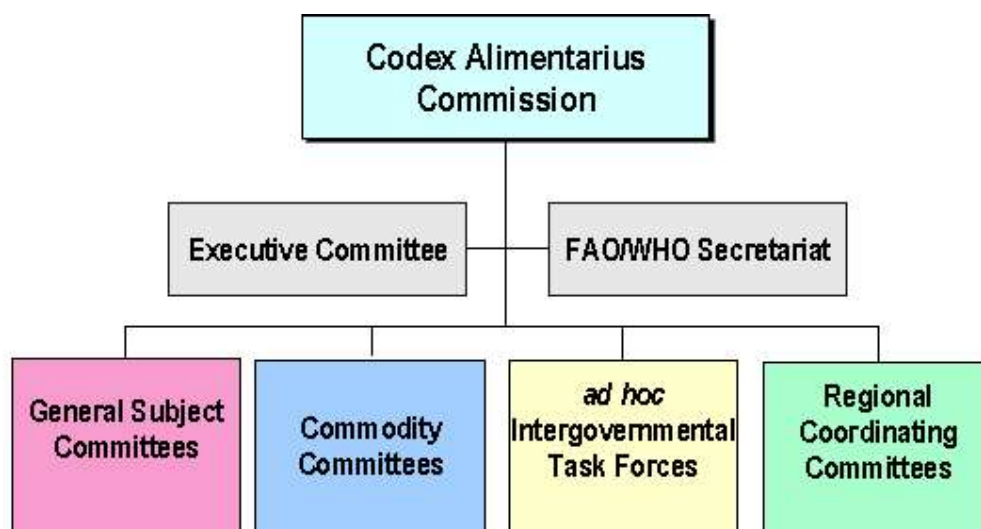 Codex Alimentarius
Commission
Executive Committee
FAO/WHO Secretariat
General Subject
Committees
Commodity
Committees
ad hoc
Intergovernmental
Task Forces
Regional
Coordinating
Committees